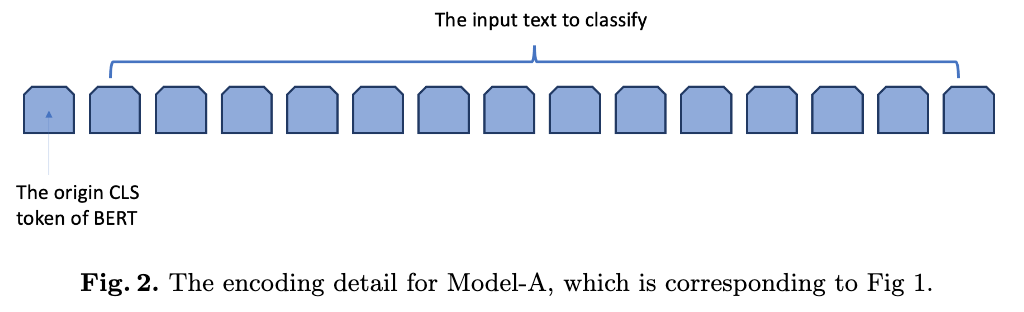 The input text to classify
The origin CLS
token of BERT
Fig. 2. The encoding detail for Model-A, which is corresponding to Fig 1.